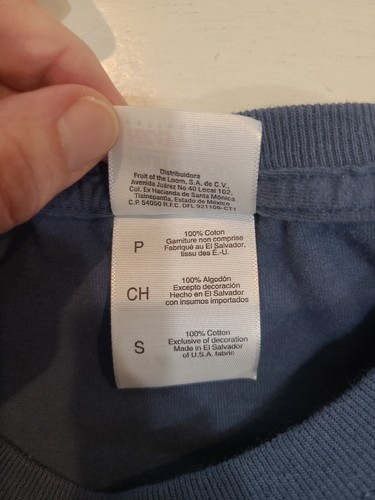 Distribuidora
Fruit of the Loom, S.A. de C.V.,
Avenida Juárez No 40 Local 102,
Col. Ex Hacienda de Santa Mónica
Tlalnepantla, Estado de México
C.P. 54050 R.F.C. DFL 921106-CT1
P
100% Coton
Garniture non comprise
Fabriqué au El Salvador,
tissu des É.-U.
CH
100% Algodón
Excepto decoración
Hecho en El Salvador
con insumos importados
S
100% Cotton
Exclusive of decoration
Made in El Salvador
of U.S.A. fabric